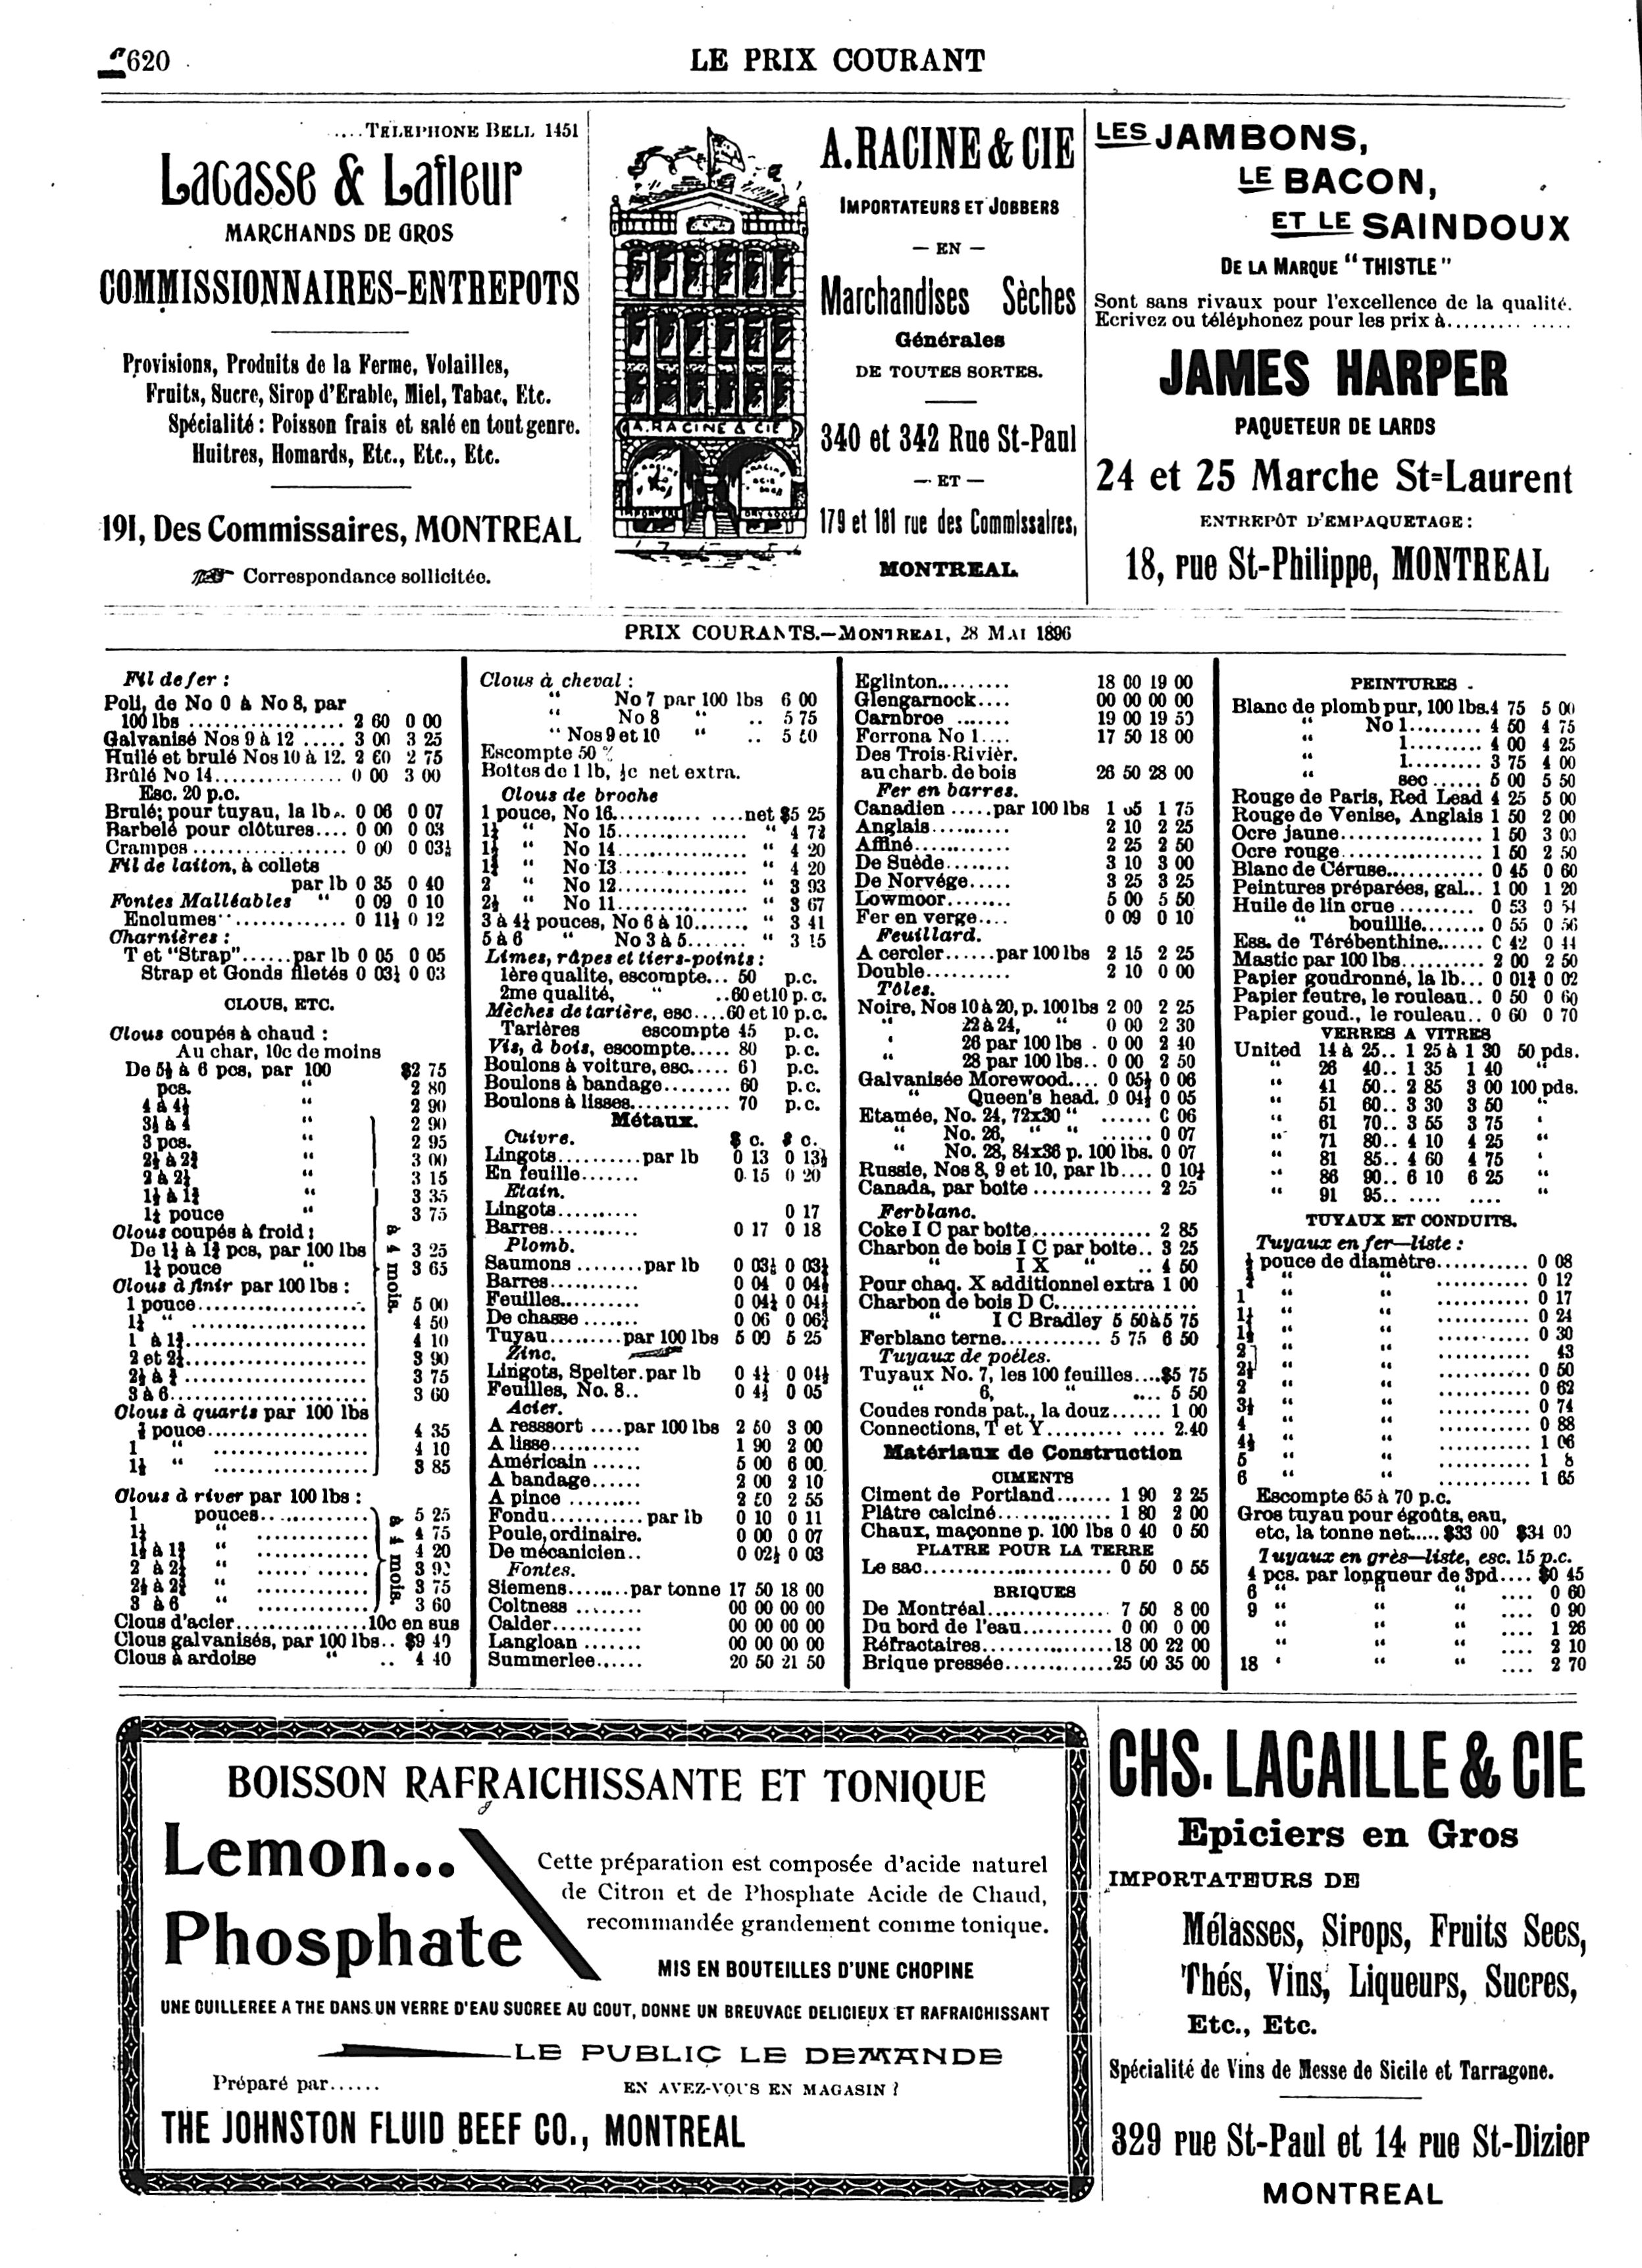 620
LE PRIX COURANT
....TELEPHONE BELL 1451
Lacasse & Lafleur
MARCHANDS DE GROS
COMMISSIONNAIRES-ENTREPOTS
Provisions, Produits de la Ferme, Volailles,
Fruits, Sucre, Sirop d'Erable, Miel, Tabac, Etc.
Spécialité : Poisson frais et salé en tout genre.
Huitres, Homards, Etc., Etc., Etc.
191, Des Commissaires, MONTREAL
Correspondance sollicitée.
A. RACINE & CIE
A. RACINE & CIE
IMPORTATEURS ET JOBBERS
— EN —
Marchandises Sèches
Générales
DE TOUTES SORTES.
340 et 342 Rue St-Paul
— ET —
179 et 181 rue des Commissaires,
MONTREAL
LES JAMBONS,
LE BACON,
ET LE SAINDOUX
DE LA MARQUE "THISTLE"
Sont sans rivaux pour l'excellence de la qualité.
Ecrivez ou téléphonez pour les prix à..............
JAMES HARPER
PAQUETEUR DE LARDS
24 et 25 Marche St-Laurent
ENTREPÔT D'EMPAQUETAGE :
18, rue St-Philippe, MONTREAL
PRIX COURANTS.—MONTREAL, 28 MAI 1896
Fil de fer :
Poli, de No 0 à No 8, par
100 lbs .................. 2 60 0 00
Galvanisé Nos 9 à 12 ..... 3 00 3 25
Huilé et brulé Nos 10 à 12. 2 60 2 75
Brûlé No 14............... 0 00 3 00
Esc. 20 p.c.
Brulé; pour tuyau, la lb.. 0 06 0 07
Barbelé pour clôtures.... 0 00 0 03
Crampes .................. 0 00 0 03½
Fil de laiton, à collets
par lb 0 35 0 40
Fontes Malléables " 0 09 0 10
Enclumes .............. 0 11½ 0 12
Charnières :
T et "Strap"......par lb 0 05 0 05
Strap et Gonds filetés 0 03½ 0 03
CLOUS, ETC.
Clous coupés à chaud :
Au char, 10c de moins
De 5½ à 6 pcs, par 100 $2 75
pcs. " 2 80
4 à 4½ " 2 90
3½ à 4 " 2 90
3 pcs. " 2 95
2½ à 2¾ " 3 00
2 à 2¼ " 3 15
1½ à 1¾ " 3 35
1¼ pouce " 3 75
Clous coupés à froid :
De 1½ à 1¾ pcs, par 100 lbs 3 25
1¼ pouce " 3 65
à 4 mois.
Clous à finir par 100 lbs :
1 pouce.................... 5 00
1¼ " .................... 4 50
1 à 1¾.................... 4 10
2 et 2¼.................... 3 90
2½ à .................... 3 75
3 à 6...................... 3 60
Clous à quarts par 100 lbs
pouce................... 4 35
1 " .................. 4 10
1¼ " .................. 3 85
Clous à river par 100 lbs :
1 pouces............. 5 25
1¼ " ............. 4 75
1½ à 1¾ " ............. 4 20
2 à 2¼ " ............. 3 90
2½ à 2¾ " ............. 3 75
3 à 6 " ............. 3 60
à 4 mois.
Clous d'acier................10c en sus
Clous galvanisés, par 100 lbs.. $9 40
Clous à ardoise " .. 4 40
Clous à cheval :
" No 7 par 100 lbs 6 00
" No 8 " .. 5 75
" Nos 9 et 10 " .. 5 50
Escompte 50 %
Boîtes de 1 lb, ½c net extra.
Clous de broche
1 pouce, No 16.............net $5 25
1¼ " No 15............... " 4 73
1½ " No 14............... " 4 20
1¾ " No 13............... " 4 20
2 " No 12............... " 3 93
2½ " No 11............... " 3 67
3 à 4½ pouces, No 6 à 10....... " 3 41
5 à 6 " No 3 à 5....... " 3 15
Limes, râpes et tiers-points :
1ère qualite, escompte... 50 p.c.
2me qualité, " ..60 et 10 p. c.
Mèches de tarière, esc....60 et 10 p.c.
Tarières escompte 45 p.c.
Vis, à bois, escompte..... 80 p.c.
Boulons à voiture, esc..... 60 p.c.
Boulons à bandage........ 60 p.c.
Boulons à lisses............ 70 p.c.
Métaux.
Cuivre. $ c. $ c.
Lingots..........par lb 0 13 0 13½
En feuille............... 0 15 0 20
Etain.
Lingots.......... 0 17
Barres........... 0 17 0 18
Plomb.
Saumons ........par lb 0 03½ 0 03½
Barres........... 0 04 0 04½
Feuilles.......... 0 04½ 0 04½
De chasse ....... 0 06 0 06½
Tuyau.........par 100 lbs 5 00 5 25
Zinc.
Lingots, Spelter.par lb 0 4½ 0 04½
Feuilles, No. 8.. 0 4½ 0 05
Acier.
A resssort ....par 100 lbs 2 50 3 00
A lisse........... 1 90 2 00
Américain ...... 5 00 6 00
A bandage...... 2 00 2 10
A pince ......... 2 50 2 55
Fondu............par lb 0 10 0 11
Poule, ordinaire. 0 00 0 07
De mécanicien.. 0 02½ 0 03
Fontes.
Siemens........par tonne 17 50 18 00
Coltness ........ 00 00 00 00
Calder........... 00 00 00 00
Langloan ....... 00 00 00 00
Summerlee...... 20 50 21 50
Eglinton......... 18 00 19 00
Glengarnock.... 00 00 00 00
Carnbroe ....... 19 00 19 50
Ferrona No 1.... 17 50 18 00
Des Trois-Rivièr.
au charb. de bois 26 50 28 00
Fer en barres.
Canadien .....par 100 lbs 1 65 1 75
Anglais.......... 2 10 2 25
Affiné............ 2 25 2 50
De Suède........ 3 10 3 00
De Norvége..... 3 25 3 25
Lowmoor........ 5 00 5 50
Fer en verge.... 0 09 0 10
Feuillard.
A cercler......par 100 lbs 2 15 2 25
Double.......... 2 10 0 00
Tôles.
Noire, Nos 10 à 20, p. 100 lbs 2 00 2 25
" 22 à 24, " 0 00 2 30
" 26 par 100 lbs . 0 00 2 40
" 28 par 100 lbs.. 0 00 2 50
Galvanisée Morewood.... 0 05½ 0 06
" Queen's head. 0 04½ 0 05
Etamée, No. 24, 72x30 " ...... 0 06
" No. 26, " " ...... 0 07
" No. 28, 84x36 p. 100 lbs. 0 07
Russie, Nos 8, 9 et 10, par lb.... 0 10½
Canada, par boîte .............. 2 25
Ferblanc.
Coke I C par boîte.............. 2 85
Charbon de bois I C par boite.. 3 25
" I X " .. 4 50
Pour chaq. X additionnel extra 1 00
Charbon de bois D C................
" I C Bradley 5 50 à 5 75
Ferblanc terne............ 5 75 6 50
Tuyaux de poéles.
Tuyaux No. 7, les 100 feuilles....$5 75
" 6, " .... 5 50
Coudes ronds pat., la douz...... 1 00
Connections, T et Y............. 2.40
Matériaux de Construction
CIMENTS
Ciment de Portland....... 1 90 2 25
Plâtre calciné............. 1 80 2 00
Chaux, maçonne p. 100 lbs 0 40 0 50
PLATRE POUR LA TERRE
Le sac...................... 0 50 0 55
BRIQUES
De Montréal............... 7 50 8 00
Du bord de l'eau........... 0 00 0 00
Réfractaires...............18 00 22 00
Brique pressée.............25 00 35 00
PEINTURES
Blanc de plomb pur, 100 lbs.4 75 5 00
" No 1......... 4 50 4 75
" 1......... 4 00 4 25
" 1......... 3 75 4 00
" sec ...... 5 00 5 50
Rouge de Paris, Red Lead 4 25 5 00
Rouge de Venise, Anglais 1 50 2 00
Ocre jaune................. 1 50 3 00
Ocre rouge................. 1 50 2 50
Blanc de Céruse............ 0 45 0 60
Peintures préparées, gal... 1 00 1 20
Huile de lin crue ......... 0 53 0 54
" bouillie........ 0 55 0 56
Ess. de Térébenthine...... 0 42 0 44
Mastic par 100 lbs.......... 2 00 2 50
Papier goudronné, la lb... 0 01½ 0 02
Papier feutre, le rouleau.. 0 50 0 60
Papier goud., le rouleau.. 0 60 0 70
VERRES A VITRES
United 14 à 25.. 1 25 à 1 30 50 pds.
" 26 40.. 1 35 1 40 "
" 41 50.. 2 85 3 00 100 pds.
" 51 60.. 3 30 3 50 "
" 61 70.. 3 55 3 75 "
" 71 80.. 4 10 4 25 "
" 81 85.. 4 60 4 75 "
" 86 90.. 6 10 6 25 "
" 91 95.. .... .... "
TUYAUX ET CONDUITS.
Tuyaux en fer—liste :
pouce de diamètre........... 0 08
" " ........... 0 12
1 " " ........... 0 17
1¼ " " ........... 0 24
1½ " " ........... 0 30
2 " " ........... 43
2½ " " ........... 0 50
2 " " ........... 0 62
3½ " " ........... 0 74
4 " " ........... 0 88
4½ " " ........... 1 06
5 " " ........... 1 8
6 " " ........... 1 65
Escompte 65 à 70 p.c.
Gros tuyau pour égoûts, eau,
etc, la tonne net..... $33 00 $34 00
Tuyaux en grès—liste, esc. 15 p.c.
4 pcs. par longueur de 3pd.... $0 45
6 " " " .... 0 60
9 " " " .... 0 90
" " " .... 1 26
" " " .... 2 10
18 " " " .... 2 70
BOISSON RAFRAICHISSANTE ET TONIQUE
Lemon...
Phosphate
Cette préparation est composée d'acide naturel
de Citron et de Phosphate Acide de Chaud,
recommandée grandement comme tonique.
MIS EN BOUTEILLES D'UNE CHOPINE
UNE CUILLEREE A THE DANS UN VERRE D'EAU SUCREE AU GOUT, DONNE UN BREUVAGE DELICIEUX ET RAFRAICHISSANT
LE PUBLIC LE DEMANDE
Préparé par......
EN AVEZ-VOUS EN MAGASIN ?
THE JOHNSTON FLUID BEEF CO., MONTREAL
CHS. LACAILLE & CIE
Epiciers en Gros
IMPORTATEURS DE
Mélasses, Sirops, Fruits Secs,
Thés, Vins, Liqueurs, Sucres,
Etc., Etc.
Spécialité de Vins de Messe de Sicile et Tarragone.
329 rue St-Paul et 14 rue St-Dizier
MONTREAL